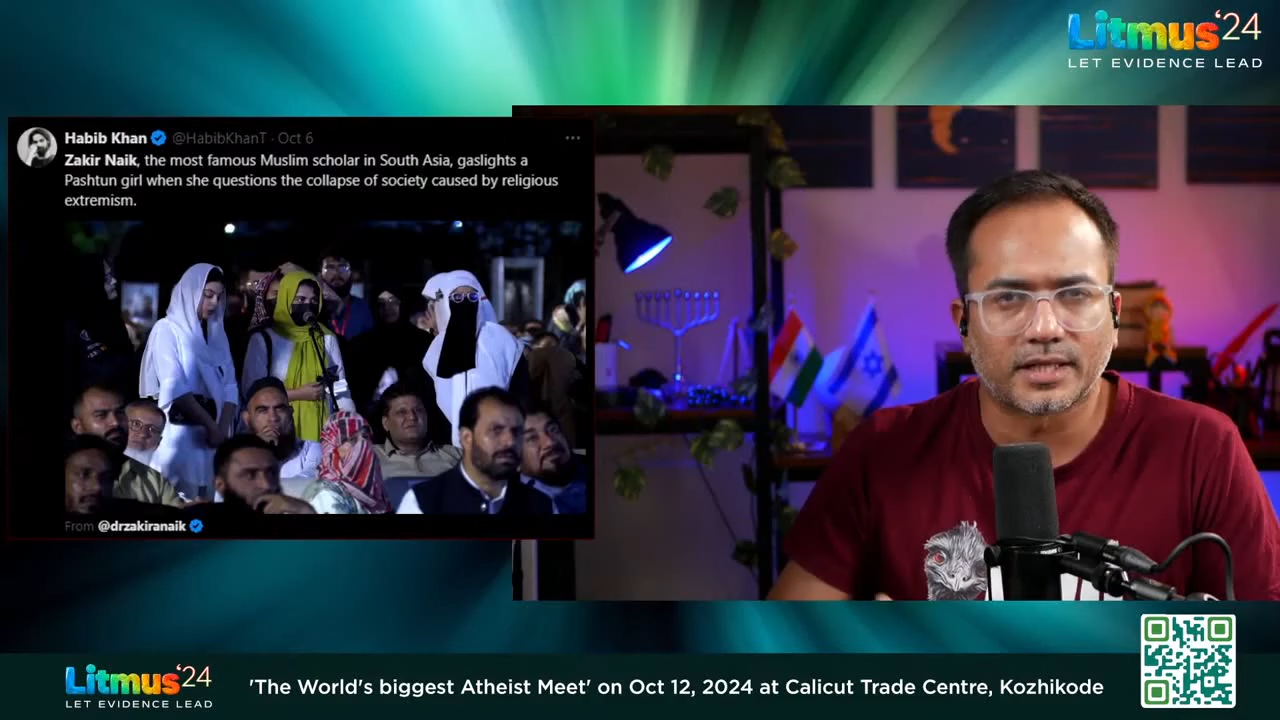 Litmus'24
LET EVIDENCE LEAD
Habib Khan @HabibKhanT · Oct 6
Zakir Naik, the most famous Muslim scholar in South Asia, gaslights a
Pashtun girl when she questions the collapse of society caused by religious
extremism.
From @drzakiranaik
Litmus'24
LET EVIDENCE LEAD
'The World's biggest Atheist Meet' on Oct 12, 2024 at Calicut Trade Centre, Kozhikode